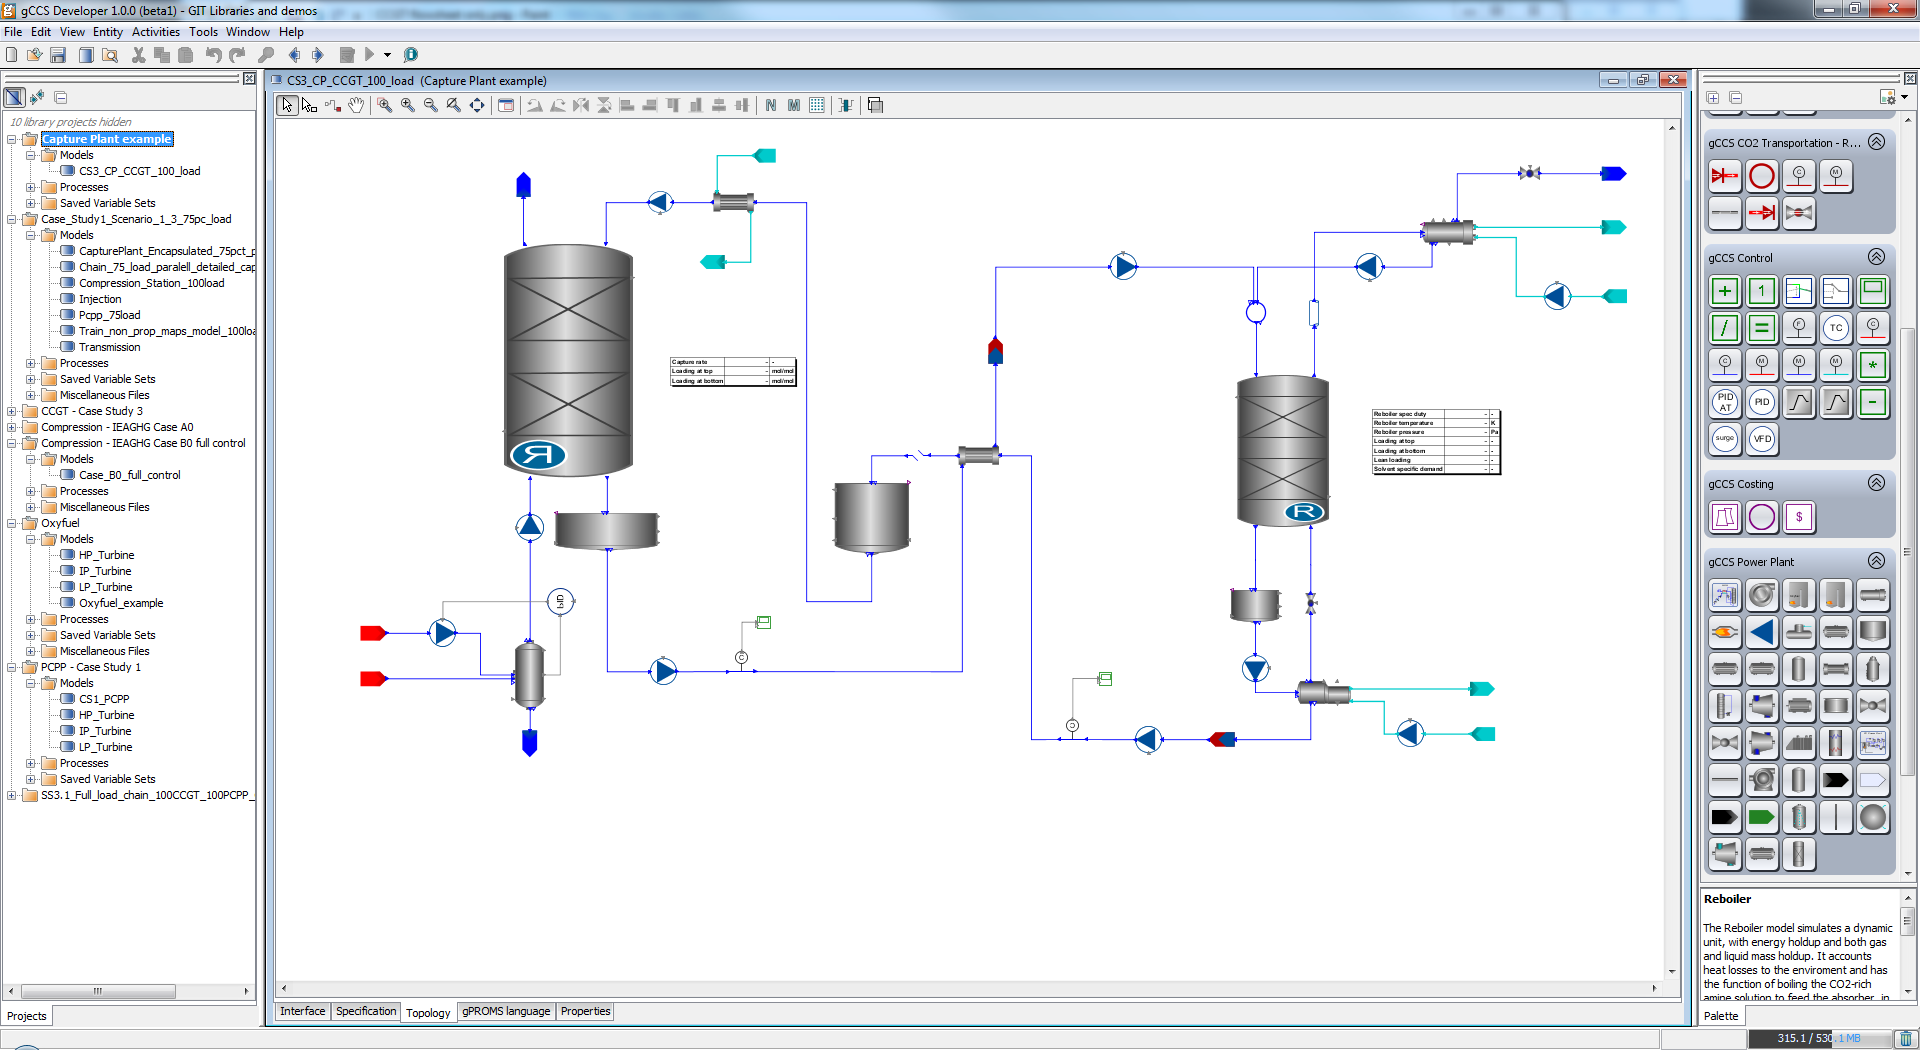 gCCS Developer 1.0.0 (beta1) - GIT Libraries and demos
File Edit View Entity Activities Tools Window Help
10 library projects hidden
Capture Plant example
Models
CS3_CP_CCGT_100_load
Processes
Saved Variable Sets
Case_Study1_Scenario_1_3_75pc_load
Models
CapturePlant_Encapsulated_75pct_p
Chain_75_load_paralell_detailed_cap
Compression_Station_100load
Injection
Pcpp_75load
Train_non_prop_maps_model_100loa
Transmission
Processes
Saved Variable Sets
Miscellaneous Files
CCGT - Case Study 3
Compression - IEAGHG Case A0
Compression - IEAGHG Case B0 full control
Models
Case_B0_full_control
Processes
Miscellaneous Files
Oxyfuel
Models
HP_Turbine
IP_Turbine
LP_Turbine
Oxyfuel_example
Processes
Saved Variable Sets
Miscellaneous Files
PCPP - Case Study 1
Models
CS1_PCPP
HP_Turbine
IP_Turbine
LP_Turbine
Processes
Saved Variable Sets
SS3.1_Full_load_chain_100CCGT_100PCPP_
Projects
CS3_CP_CCGT_100_load (Capture Plant example)
N M
Capture rate - -
Loading at top - mol/mol
Loading at bottom - mol/mol
R
PID
C
C
Reboiler spec duty - -
Reboiler temperature - K
Reboiler pressure - Pa
Loading at top - -
Loading at bottom - -
Lean loading - -
Solvent specific demand - -
R
Interface Specification Topology gPROMS language Properties
gCCS CO2 Transportation - R...
C M
gCCS Control
+ 1
/ = F TC C
C M M M *
PID AT PID -
surge VFD
gCCS Costing
$
gCCS Power Plant
Reboiler
The Reboiler model simulates a dynamic
unit, with energy holdup and both gas
and liquid mass holdup. It accounts
heat losses to the enviroment and has
the function of boiling the CO2-rich
amine solution to feed the absorber, in
Palette
315.1 / 530.1 MB